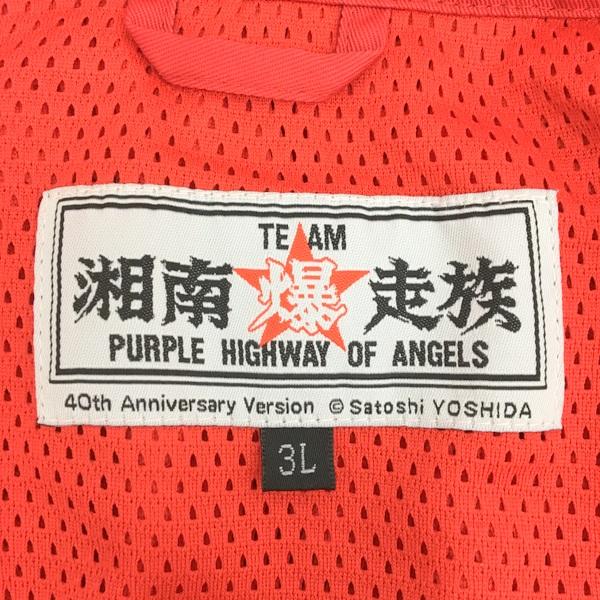 TEAM
湘南爆走族
PURPLE HIGHWAY OF ANGELS
40th Anniversary Version © Satoshi YOSHIDA
3L